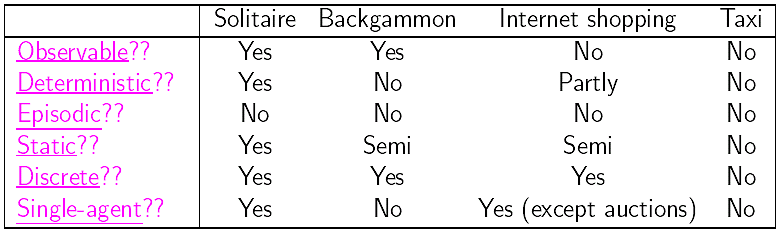 Solitaire Backgammon Internet shopping Taxi
Observable?? Yes Yes No No
Deterministic?? Yes No Partly No
Episodic?? No No No No
Static?? Yes Semi Semi No
Discrete?? Yes Yes Yes No
Single-agent?? Yes No Yes (except auctions) No